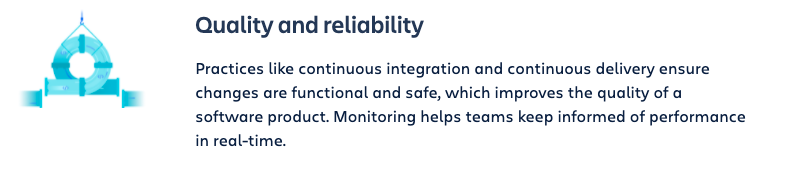 Quality and reliability
Practices like continuous integration and continuous delivery ensure
changes are functional and safe, which improves the quality of a
software product. Monitoring helps teams keep informed of performance
in real-time.